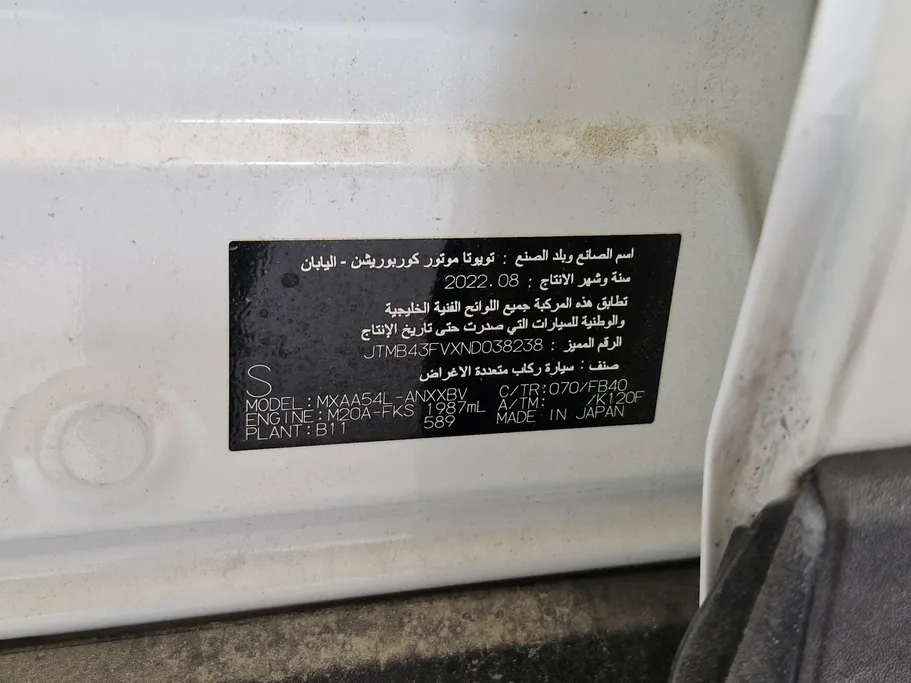 اسم الصانع وبلد الصنع : تويوتا موتور كوربوريشن - اليابان
سنة وشهر الانتاج : 2022.08
تطابق هذه المركبة جميع اللوائح الفنية الخليجية
والوطنية للسيارات التي صدرت حتى تاريخ الإنتاج
الرقم المميز : JTMB43FVXND038238
صنف : سيارة ركاب متعددة الاغراض
S
MODEL:MXAA54L-ANXXBV C/TR:070/FB40
ENGINE:M20A-FKS 1987mL A/TM: /K120F
PLANT:B11 589 MADE IN JAPAN